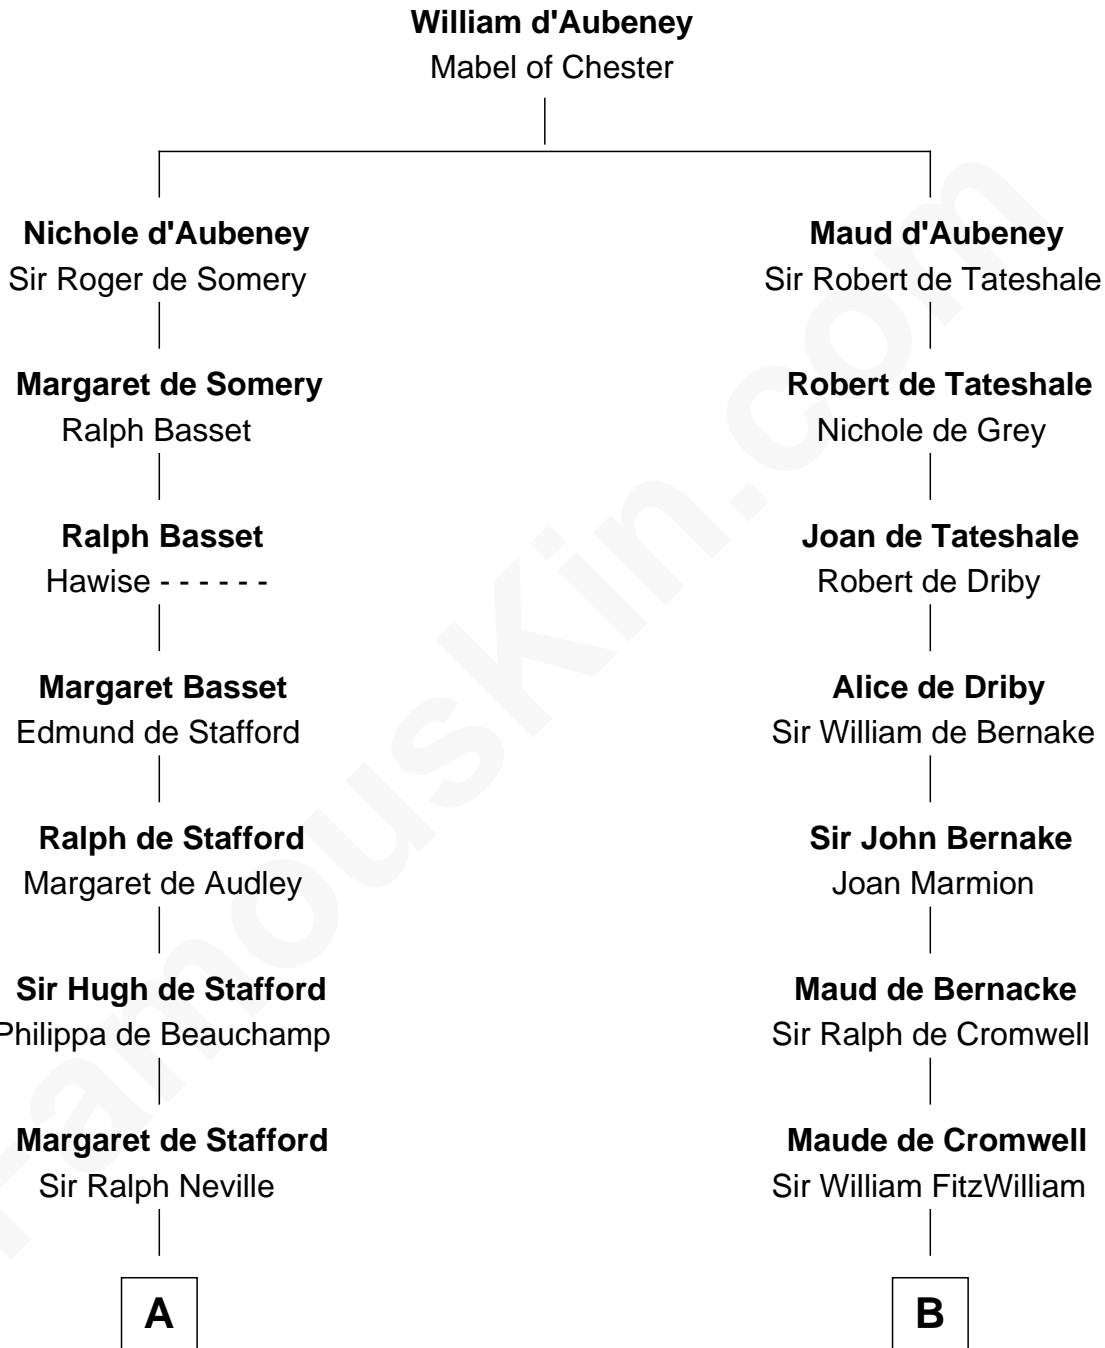 William d'Aubeney
Mabel of Chester
Nichole d'Aubeney
Sir Roger de Somery
Maud d'Aubeney
Sir Robert de Tateshale
Margaret de Somery
Ralph Basset
Robert de Tateshale
Nichole de Grey
Ralph Basset
Hawise - - - - - -
Joan de Tateshale
Robert de Driby
Margaret Basset
Edmund de Stafford
Alice de Driby
Sir William de Bernake
Ralph de Stafford
Margaret de Audley
Sir John Bernake
Joan Marmion
Sir Hugh de Stafford
Philippa de Beauchamp
Maud de Bernacke
Sir Ralph de Cromwell
Margaret de Stafford
Sir Ralph Neville
Maude de Cromwell
Sir William FitzWilliam
A
B
FamousKin.com